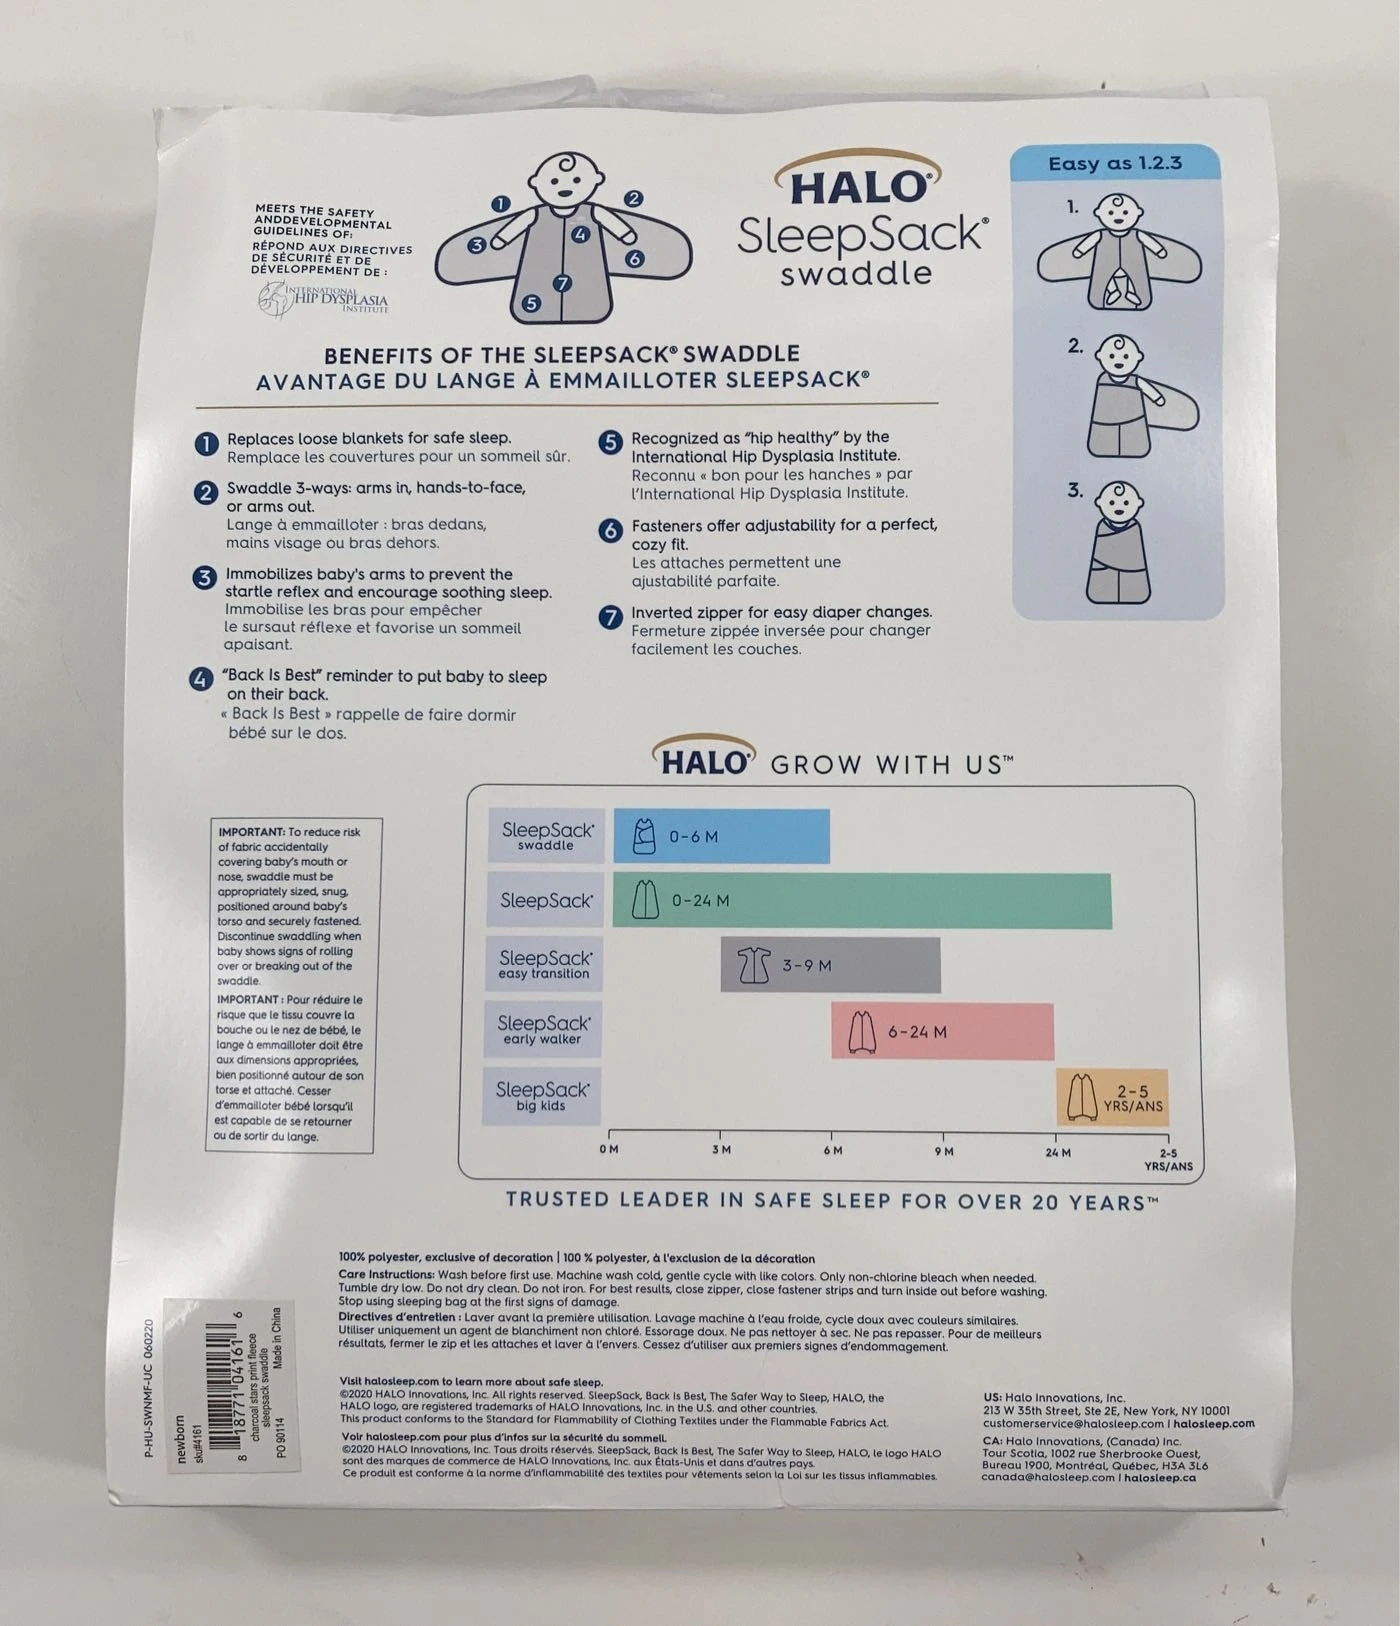 MEETS THE SAFETY
ANDDEVELOPMENTAL
GUIDELINES OF:
RÉPOND AUX DIRECTIVES
DE SÉCURITÉ ET DE
DÉVELOPPEMENT DE :
INTERNATIONAL
HIP DYSPLASIA
INSTITUTE
1
2
3
4
5
6
7
HALO®
SleepSack®
swaddle
Easy as 1.2.3
1.
2.
3.
BENEFITS OF THE SLEEPSACK® SWADDLE
AVANTAGE DU LANGE À EMMAILLOTER SLEEPSACK®
1 Replaces loose blankets for safe sleep.
Remplace les couvertures pour un sommeil sûr.
2 Swaddle 3-ways: arms in, hands-to-face,
or arms out.
Lange à emmailloter : bras dedans,
mains visage ou bras dehors.
3 Immobilizes baby's arms to prevent the
startle reflex and encourage soothing sleep.
Immobilise les bras pour empêcher
le sursaut réflexe et favorise un sommeil
apaisant.
4 "Back Is Best" reminder to put baby to sleep
on their back.
« Back Is Best » rappelle de faire dormir
bébé sur le dos.
5 Recognized as "hip healthy" by the
International Hip Dysplasia Institute.
Reconnu « bon pour les hanches » par
l'International Hip Dysplasia Institute.
6 Fasteners offer adjustability for a perfect,
cozy fit.
Les attaches permettent une
ajustabilité parfaite.
7 Inverted zipper for easy diaper changes.
Fermeture zippée inversée pour changer
facilement les couches.
HALO® GROW WITH US™
SleepSack®
swaddle
0-6 M
SleepSack®
0-24 M
SleepSack®
easy transition
3-9 M
SleepSack®
early walker
6-24 M
SleepSack®
big kids
2-5
YRS/ANS
0 M 3 M 6 M 9 M 24 M 2-5
YRS/ANS
TRUSTED LEADER IN SAFE SLEEP FOR OVER 20 YEARS™
IMPORTANT: To reduce risk
of fabric accidentally
covering baby's mouth or
nose, swaddle must be
appropriately sized, snug,
positioned around baby's
torso and securely fastened.
Discontinue swaddling when
baby shows signs of rolling
over or breaking out of the
swaddle.
IMPORTANT : Pour réduire le
risque que le tissu couvre la
bouche ou le nez de bébé, le
lange à emmailloter doit être
aux dimensions appropriées,
bien positionné autour de son
torse et attaché. Cesser
d'emmailloter bébé lorsqu'il
est capable de se retourner
ou de sortir du lange.
100% polyester, exclusive of decoration | 100 % polyester, à l'exclusion de la décoration
Care Instructions: Wash before first use. Machine wash cold, gentle cycle with like colors. Only non-chlorine bleach when needed.
Tumble dry low. Do not dry clean. Do not iron. For best results, close zipper, close fastener strips and turn inside out before washing.
Stop using sleeping bag at the first signs of damage.
Directives d'entretien : Laver avant la première utilisation. Lavage machine à l'eau froide, cycle doux avec couleurs similaires.
Utiliser uniquement un agent de blanchiment non chloré. Essorage doux. Ne pas nettoyer à sec. Ne pas repasser. Pour de meilleurs
résultats, fermer le zip et les attaches et laver à l'envers. Cessez d'utiliser aux premiers signes d'endommagement.
Visit halosleep.com to learn more about safe sleep.
©2020 HALO Innovations, Inc. All rights reserved. SleepSack, Back Is Best, The Safer Way to Sleep, HALO, the
HALO logo, are registered trademarks of HALO Innovations, Inc. in the U.S. and other countries.
This product conforms to the Standard for Flammability of Clothing Textiles under the Flammable Fabrics Act.
Voir halosleep.com pour plus d'infos sur la sécurité du sommeil.
©2020 HALO Innovations, Inc. Tous droits réservés. SleepSack, Back Is Best, The Safer Way to Sleep, HALO, le logo HALO
sont des marques de commerce de HALO Innovations, Inc. aux États-Unis et dans d'autres pays.
Ce produit est conforme à la norme d'inflammabilité des textiles pour vêtements selon la Loi sur les tissus inflammables.
US: Halo Innovations, Inc.
213 W 35th Street, Ste 2E, New York, NY 10001
customerservice@halosleep.com | halosleep.com
CA: Halo Innovations, (Canada) Inc.
Tour Scotia, 1002 rue Sherbrooke Ouest,
Bureau 1900, Montréal, Québec, H3A 3L6
canada@halosleep.com | halosleep.ca
P-HU-SWNMF-UC 060220
newborn
sku#4161
8 18771 04161 6
charcoal stars print fleece
sleepsack swaddle
PO 90114 Made in China